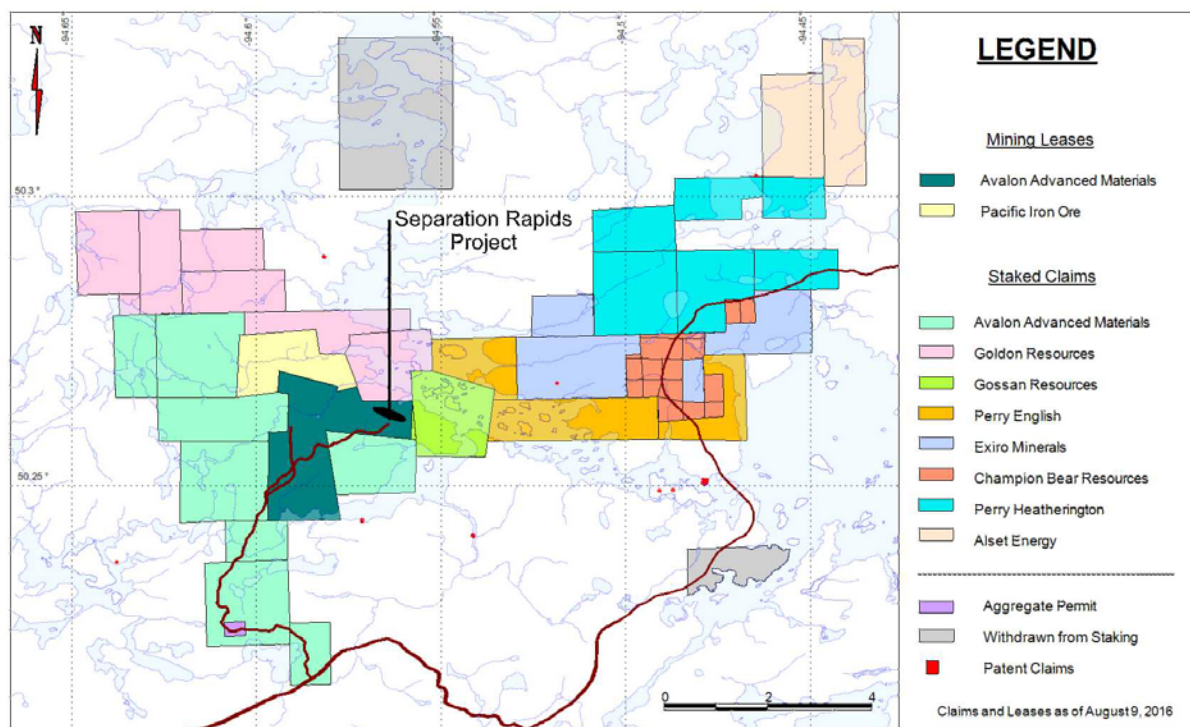 -94.65
-94.6
-94.55
-94.5
-94.45
N
50.3 °
Separation Rapids
Project
50.25 °
0
2
4
LEGEND
Mining Leases
Avalon Advanced Materials
Pacific Iron Ore
Staked Claims
Avalon Advanced Materials
Goldon Resources
Gossan Resources
Perry English
Exiro Minerals
Champion Bear Resources
Perry Heatherington
Alset Energy
Aggregate Permit
Withdrawn from Staking
Patent Claims
Claims and Leases as of August 9, 2016